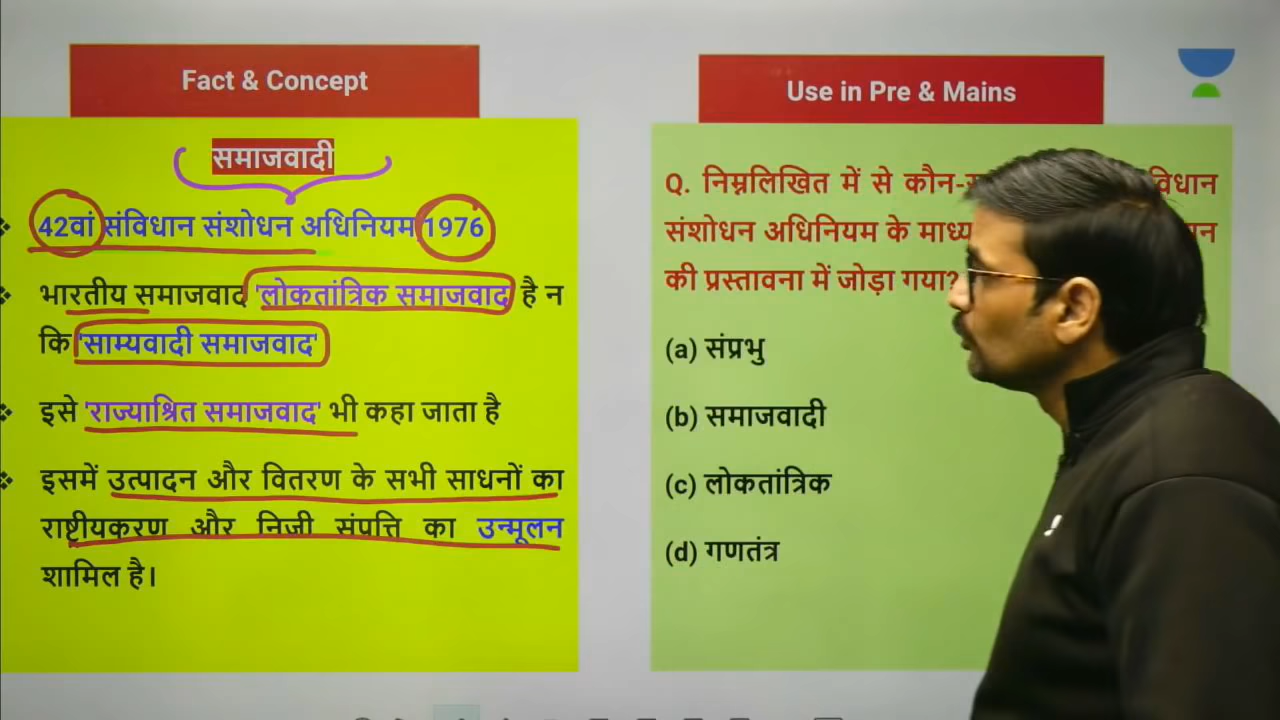 Fact & Concept
समाजवादी
42वां संविधान संशोधन अधिनियम 1976
भारतीय समाजवाद 'लोकतांत्रिक समाजवाद' है न
कि 'साम्यवादी समाजवाद'
इसे 'राज्याश्रित समाजवाद' भी कहा जाता है
इसमें उत्पादन और वितरण के सभी साधनों का
राष्ट्रीयकरण और निजी संपत्ति का उन्मूलन
शामिल है।
Use in Pre & Mains
Q. निम्नलिखित में से
संशोधन अधिनियम के
की प्रस्तावना में जोड़ा गया?
(a) संप्रभु
(b) समाजवादी
(c) लोकतांत्रिक
(d) गणतंत्र